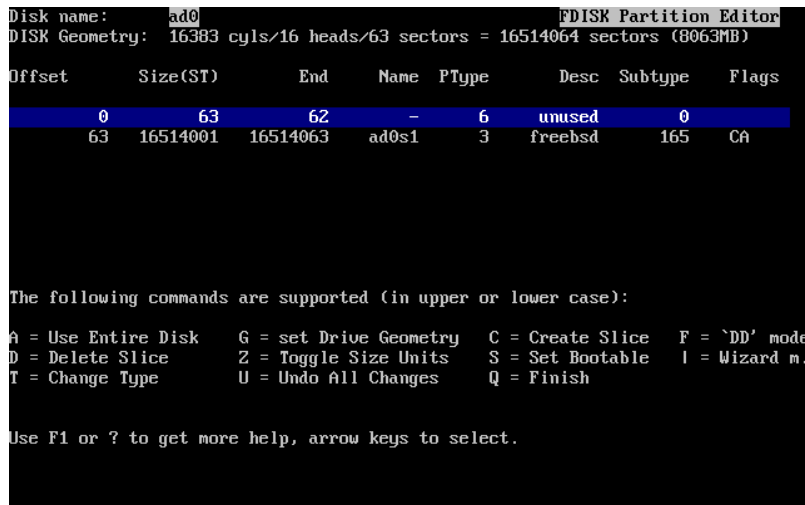 Disk name:      ad0                                    FDISK Partition Editor
DISK Geometry:  16383 cyls/16 heads/63 sectors = 16514064 sectors (8063MB)
Offset       Size(ST)        End     Name  PType       Desc  Subtype    Flags
         0         63         62        -      6     unused        0
        63   16514001   16514063    ad0s1      3    freebsd      165    CA
The following commands are supported (in upper or lower case):
A = Use Entire Disk    G = set Drive Geometry   C = Create Slice   F = `DD' mode
D = Delete Slice       Z = Toggle Size Units    S = Set Bootable   | = Wizard m.
T = Change Type        U = Undo All Changes     Q = Finish
Use F1 or ? to get more help, arrow keys to select.